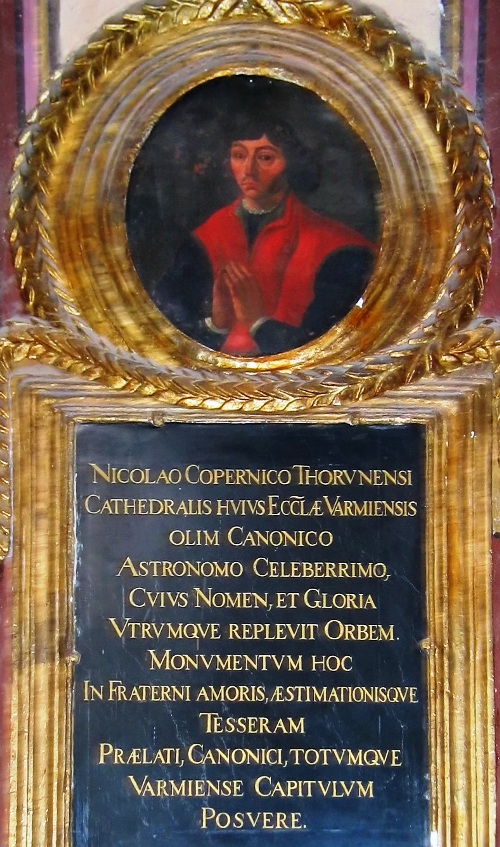 NICOLAO COPERNICO THORVNENSI
CATHEDRALIS HVIVS ECCL̄Æ VARMIENSIS
OLIM CANONICO
ASTRONOMO CELEBERRIMO,
CVIVS NOMEN, ET GLORIA
VTRVMQVE REPLEVIT ORBEM.
MONVMENTVM HOC
IN FRATERNI AMORIS, ÆSTIMATIONISQVE
TESSERAM
PRÆLATI, CANONICI, TOTVMQVE
VARMIENSE CAPITVLVM
POSVERE.